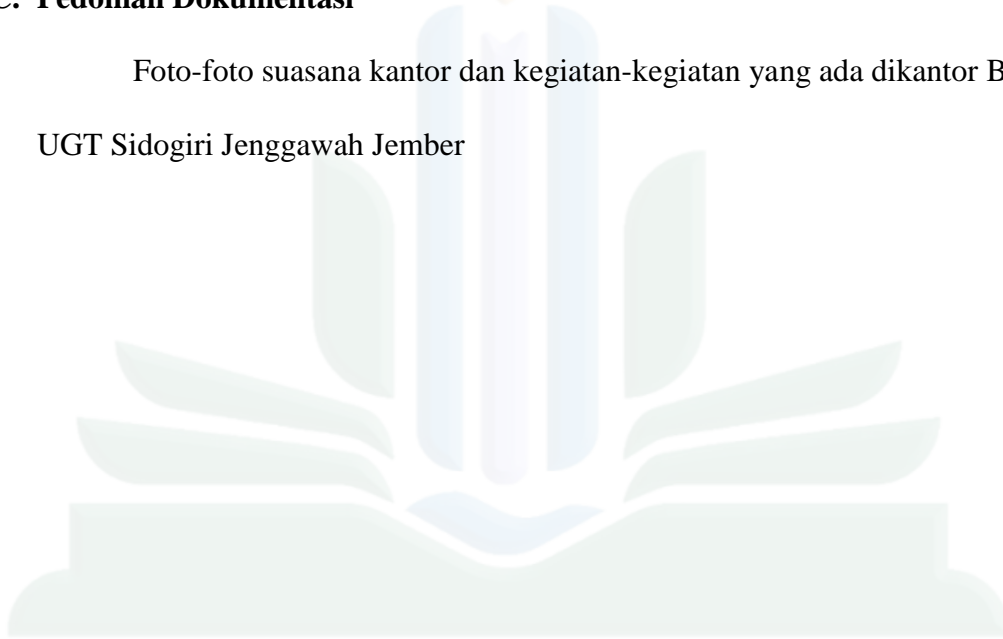 C. Pedoman Dokumentasi
Foto-foto suasana kantor dan kegiatan-kegiatan yang ada dikantor B
UGT Sidogiri Jenggawah Jember